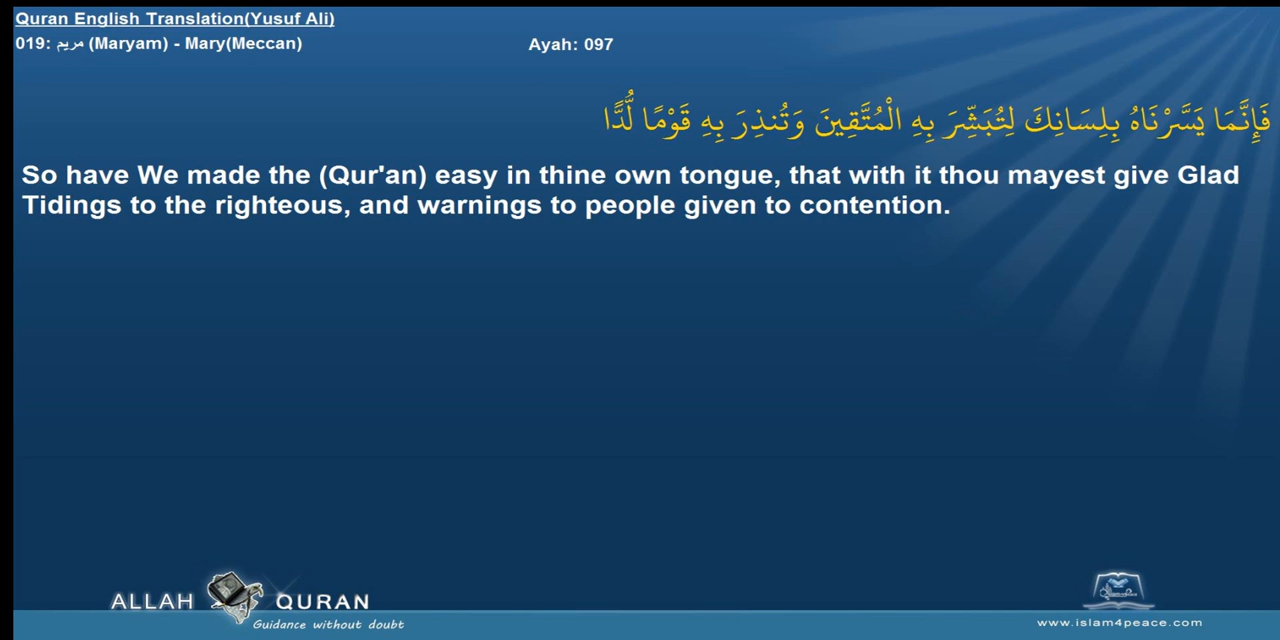 Quran English Translation(Yusuf Ali)
019: مريم (Maryam) - Mary(Meccan)
Ayah: 097
فَإِنَّمَا يَسَّرْنَاهُ بِلِسَانِكَ لِتُبَشِّرَ بِهِ الْمُتَّقِينَ وَتُنذِرَ بِهِ قَوْمًا لُّدًّا
So have We made the (Qur'an) easy in thine own tongue, that with it thou mayest give Glad
Tidings to the righteous, and warnings to people given to contention.
ALLAH QURAN
Guidance without doubt
www.islam4peace.com